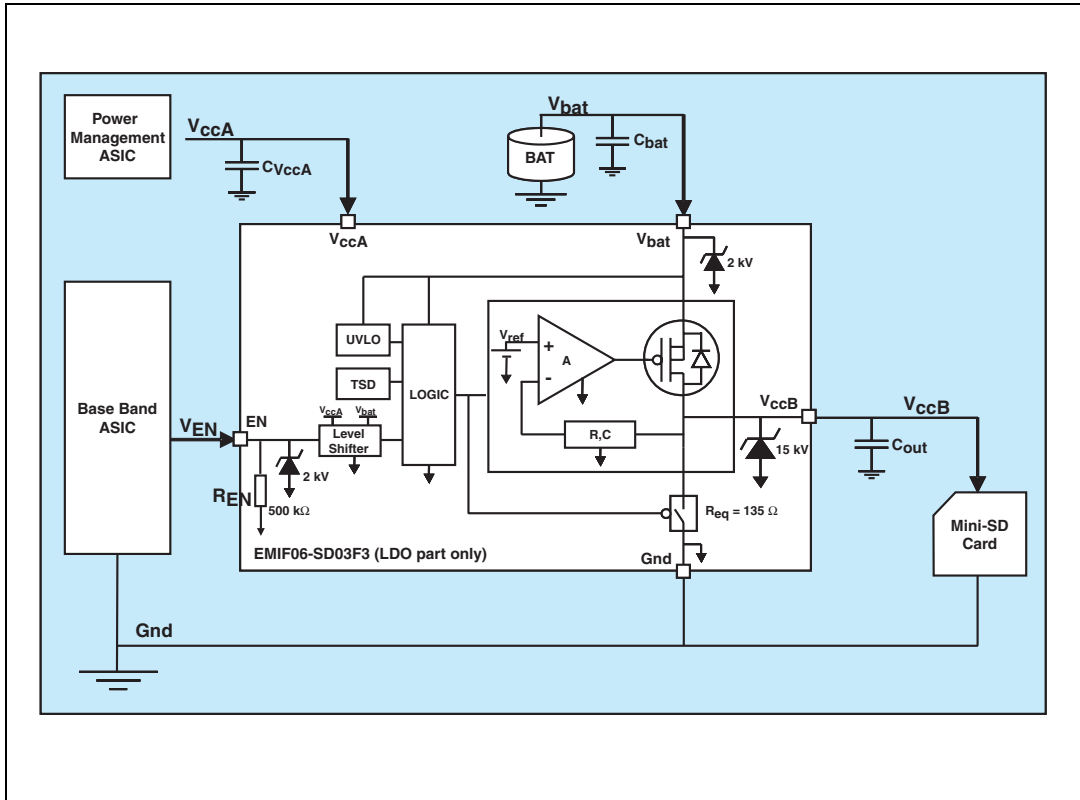 Power
Management
ASIC
VccA
CVccA
Vbat
BAT
Cbat
VccA
Vbat
2 kV
Base Band
ASIC
VEN
EN
REN
500 kΩ
2 kV
UVLO
TSD
VccA
Vbat
Level
Shifter
LOGIC
Vref
+
-
A
R,C
VccB
15 kV
Req = 135 Ω
VccB
Cout
Mini-SD
Card
EMIF06-SD03F3 (LDO part only)
Gnd
Gnd